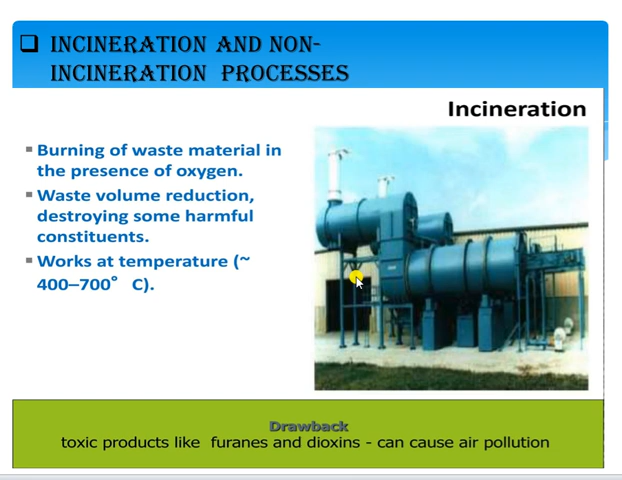 INCINERATION AND NON-
INCINERATION PROCESSES
Incineration
Burning of waste material in
the presence of oxygen.
Waste volume reduction,
destroying some harmful
constituents.
Works at temperature (~
400–700° C).
Drawback
toxic products like furanes and dioxins - can cause air pollution